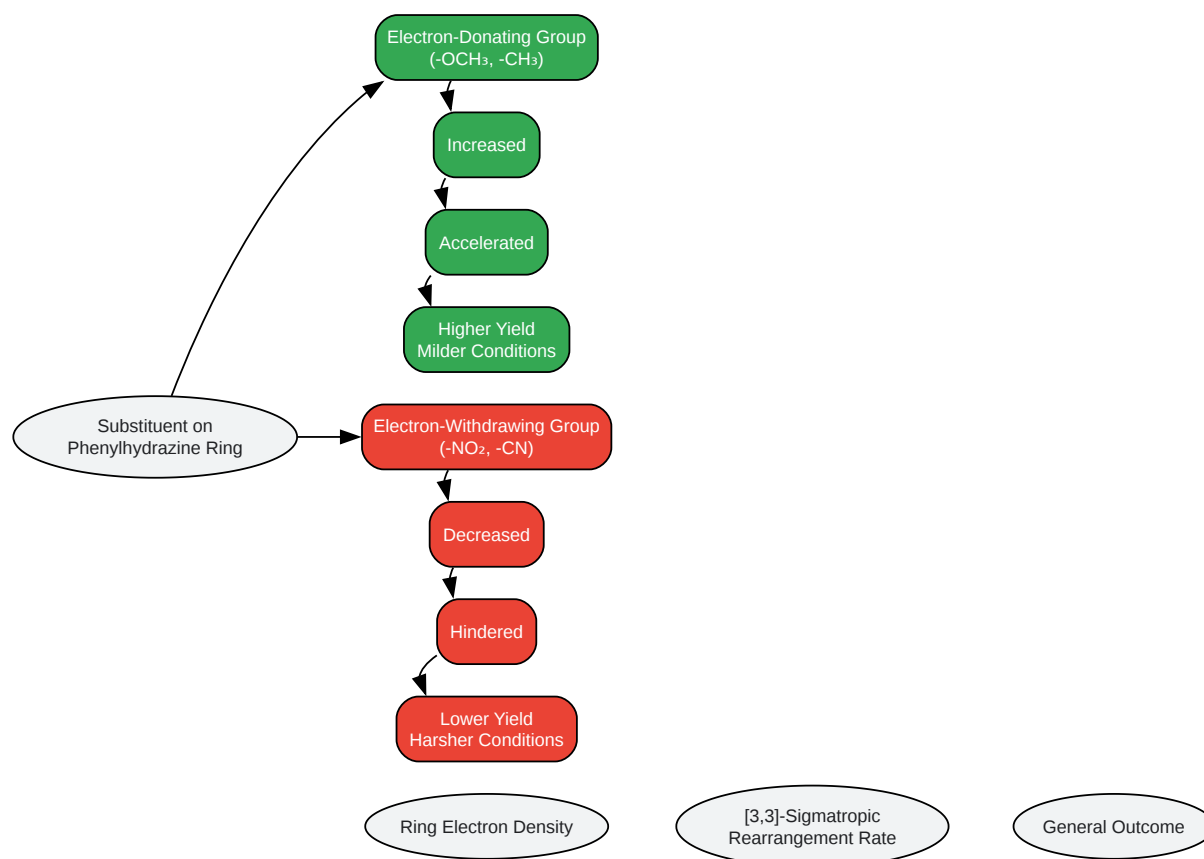 Electron-Donating Group
(-OCH₃, -CH₃)
Increased
Accelerated
Higher Yield
Milder Conditions
Substituent on
Phenylhydrazine Ring
Electron-Withdrawing Group
(-NO₂, -CN)
Decreased
Hindered
Lower Yield
Harsher Conditions
Ring Electron Density
[3,3]-Sigmatropic
Rearrangement Rate
General Outcome